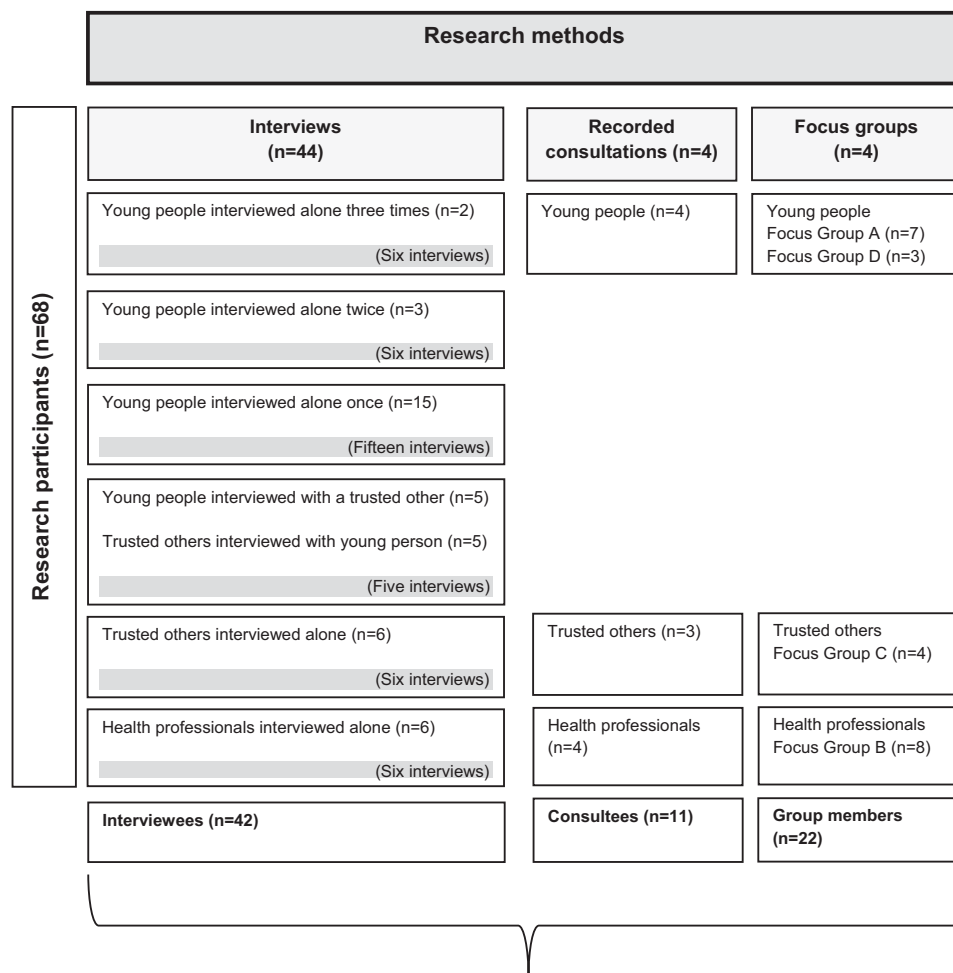 Research methods
Research participants (n=68)
Interviews
(n=44)
Recorded
consultations (n=4)
Focus groups
(n=4)
Young people interviewed alone three times (n=2)
(Six interviews)
Young people (n=4)
Young people
Focus Group A (n=7)
Focus Group D (n=3)
Young people interviewed alone twice (n=3)
(Six interviews)
Young people interviewed alone once (n=15)
(Fifteen interviews)
Young people interviewed with a trusted other (n=5)
Trusted others interviewed with young person (n=5)
(Five interviews)
Trusted others interviewed alone (n=6)
(Six interviews)
Trusted others (n=3)
Trusted others
Focus Group C (n=4)
Health professionals interviewed alone (n=6)
(Six interviews)
Health professionals
(n=4)
Health professionals
Focus Group B (n=8)
Interviewees (n=42)
Consultees (n=11)
Group members
(n=22)